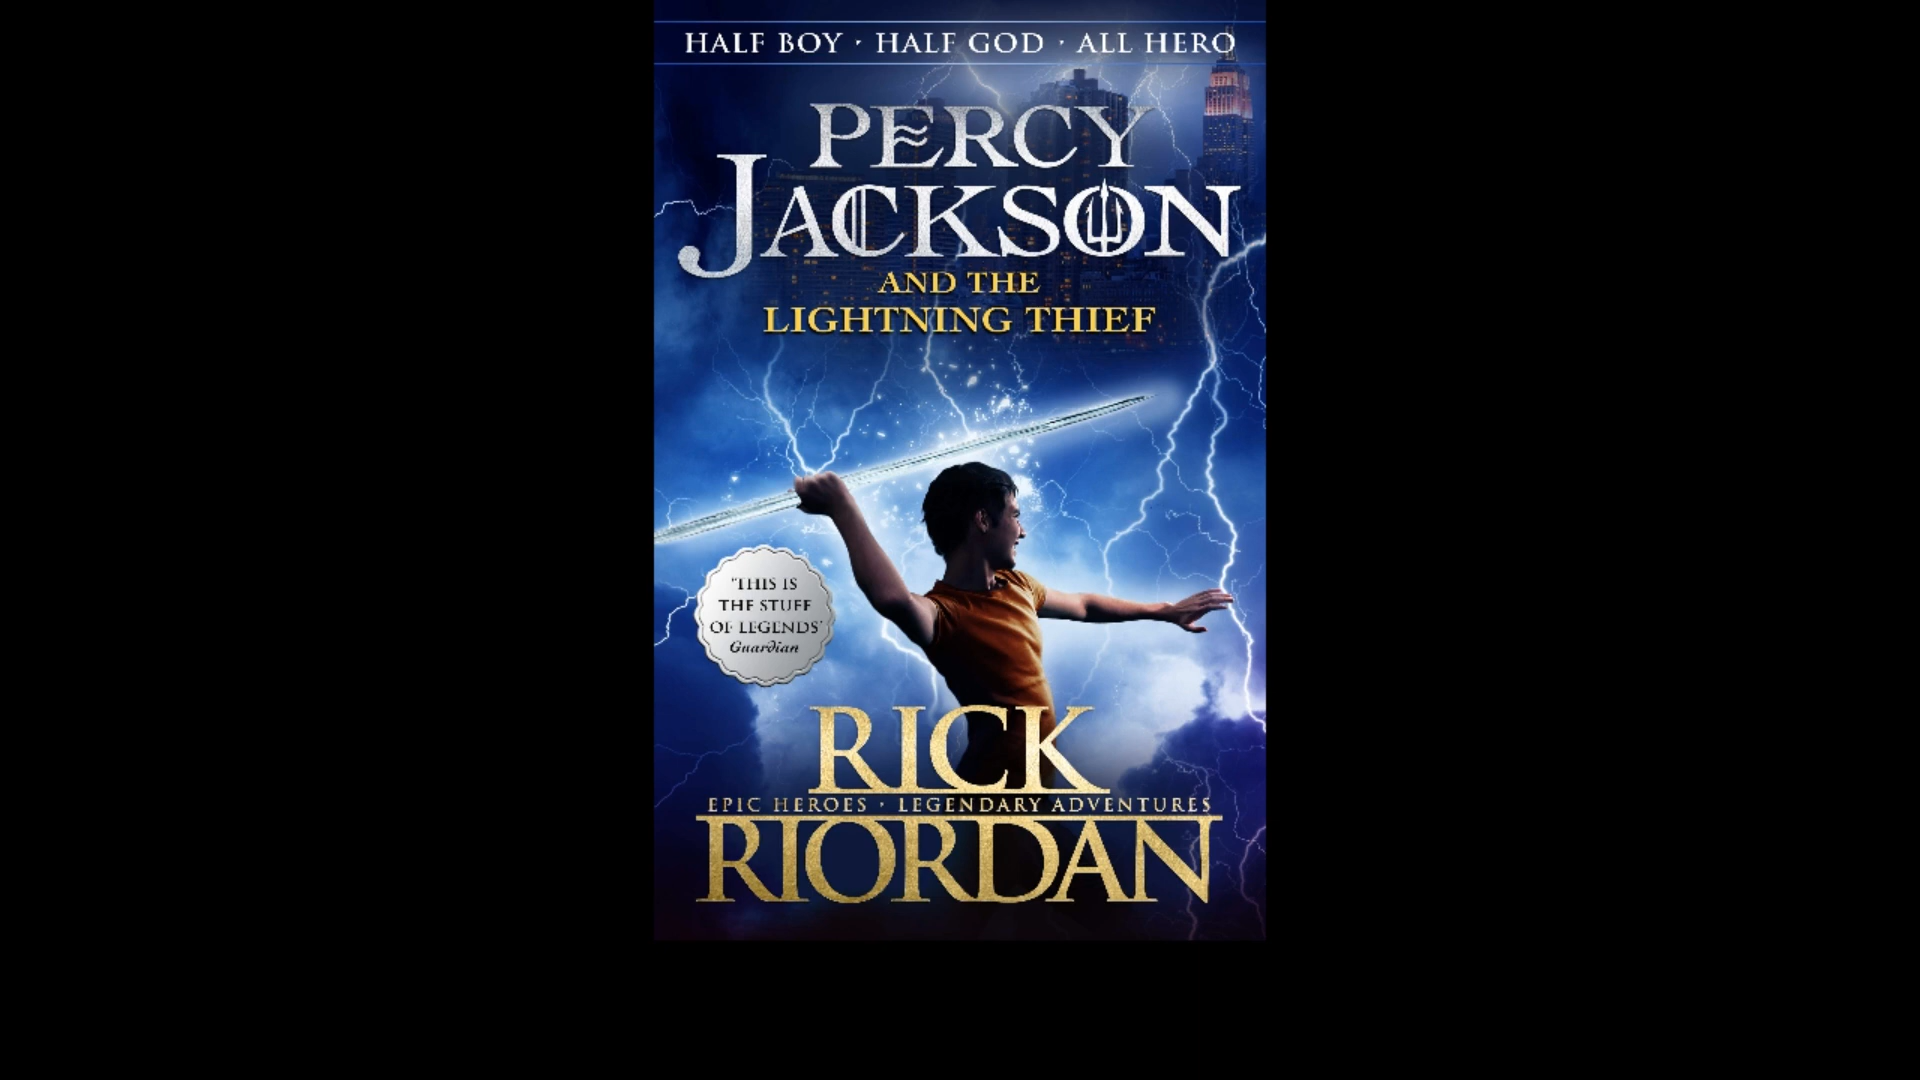 HALF BOY · HALF GOD · ALL HERO
PERCY
JACKSON
AND THE
LIGHTNING THIEF
'THIS IS
THE STUFF
OF LEGENDS'
Guardian
RICK
EPIC HEROES · LEGENDARY ADVENTURES
RIORDAN